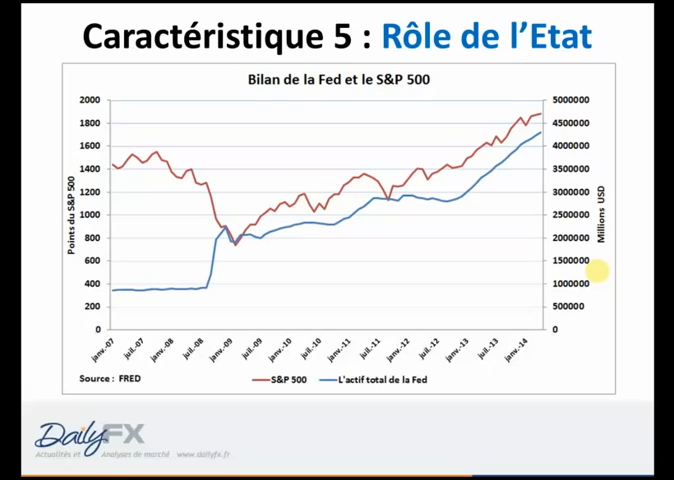 Caractéristique 5 : Rôle de l'Etat
Bilan de la Fed et le S&P 500
2000
1800
1600
1400
1200
1000
800
600
400
200
0
Points du S&P 500
5000000
4500000
4000000
3500000
3000000
2500000
2000000
1500000
1000000
500000
0
Millions USD
janv.-07
juil.-07
janv.-08
juil.-08
janv.-09
juil.-09
janv.-10
juil.-10
janv.-11
juil.-11
janv.-12
juil.-12
janv.-13
juil.-13
janv.-14
Source : FRED
S&P 500
L'actif total de la Fed
DailyFX
Actualités et Analyses de marché www.dailyfx.fr